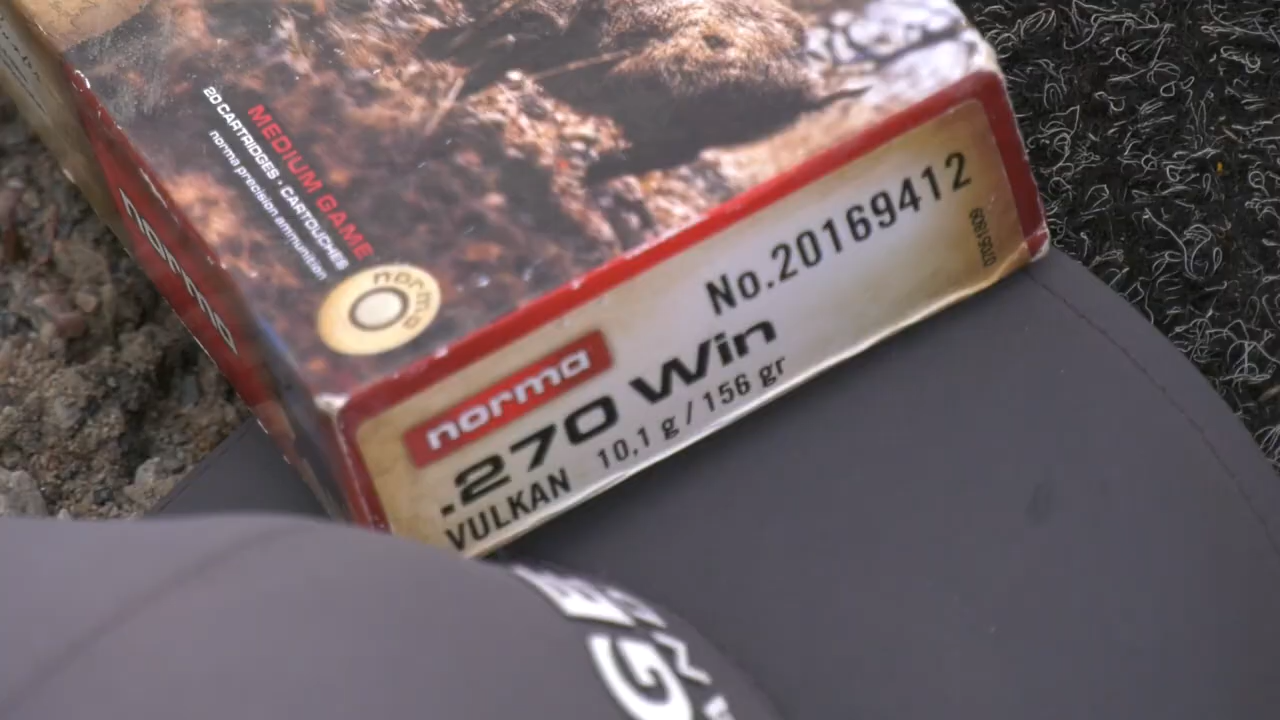 MEDIUM GAME
20 CARTRIDGES • CARTOUCHES
norma precision ammunition
norma
norma
No.20169412
norma
.270 Win
VULKAN 10,1 g / 156 gr